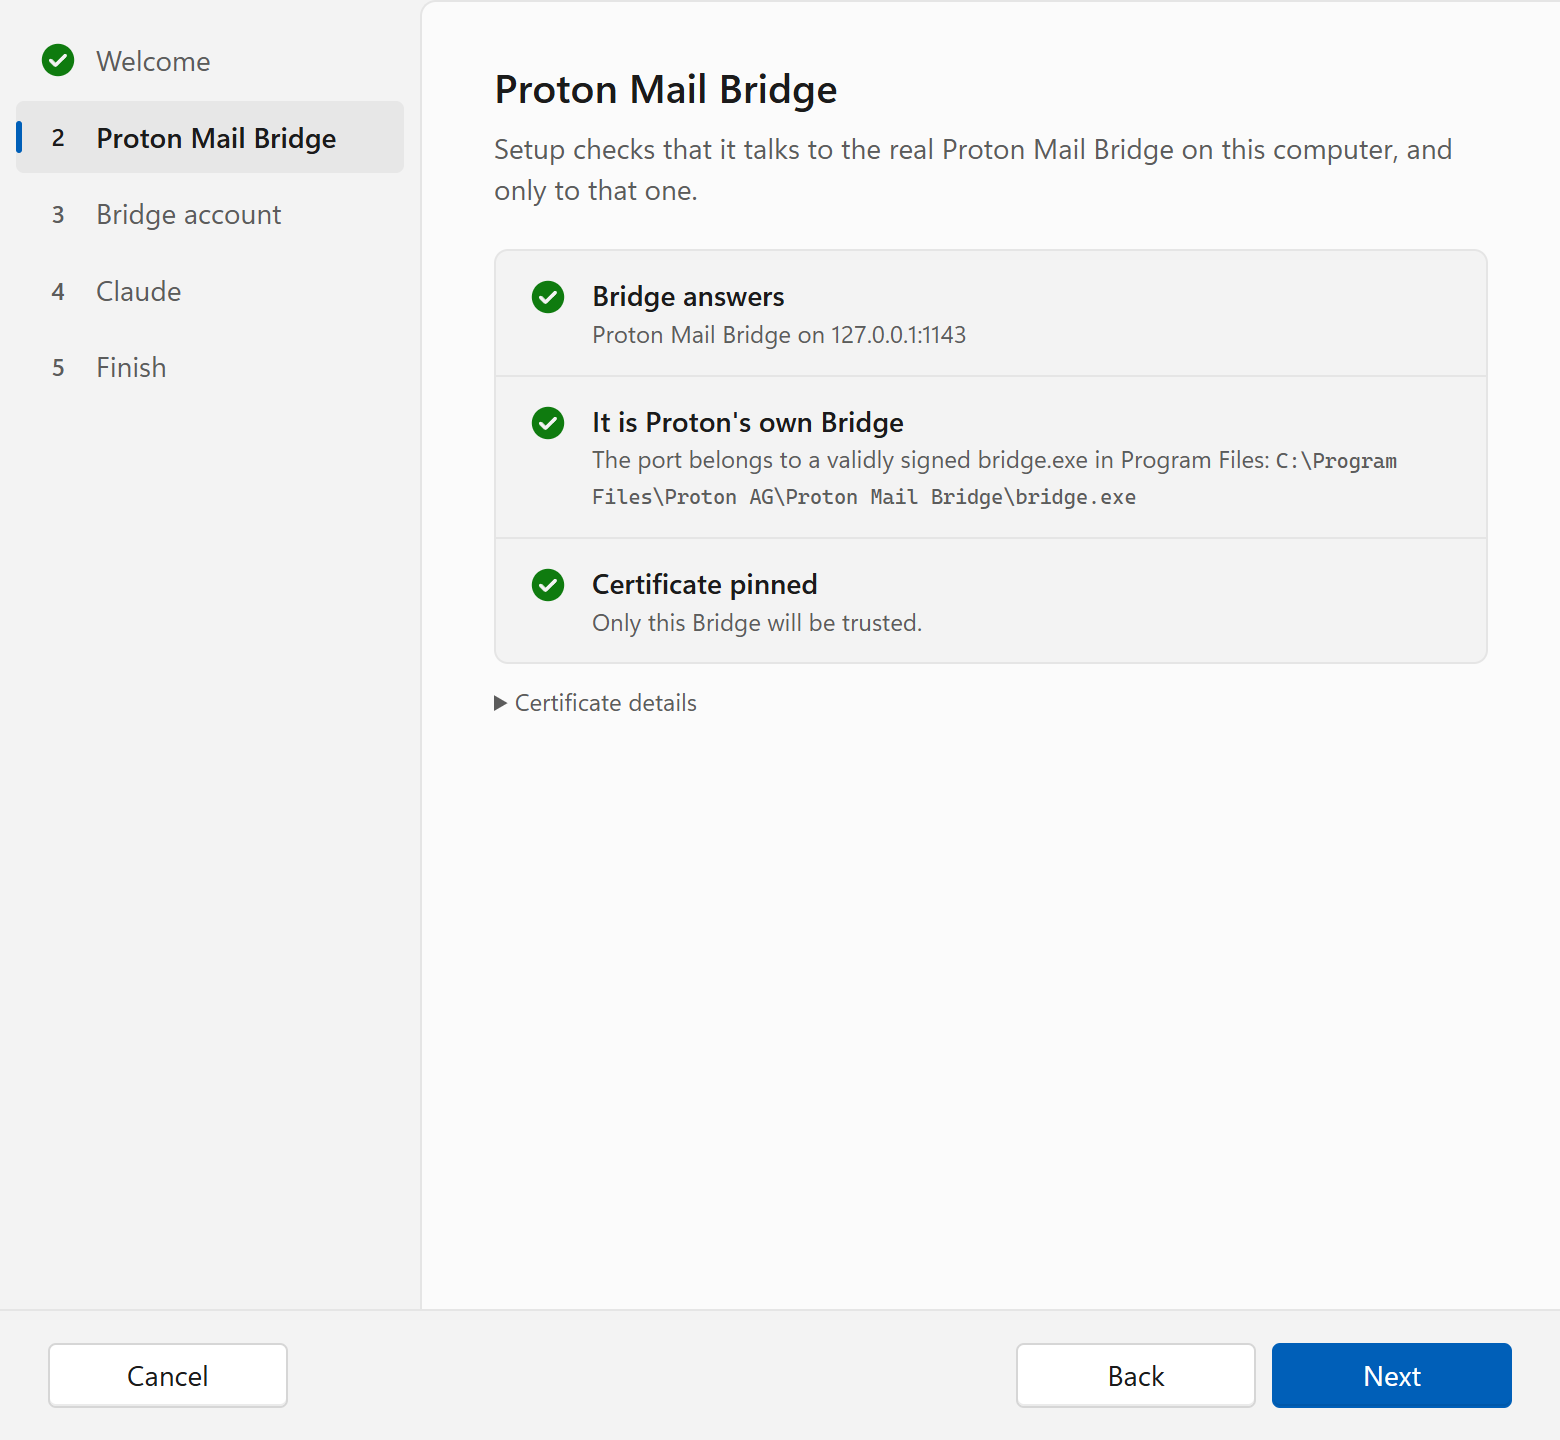 Welcome
2 Proton Mail Bridge
3 Bridge account
4 Claude
5 Finish
Proton Mail Bridge
Setup checks that it talks to the real Proton Mail Bridge on this computer, and
only to that one.
Bridge answers
Proton Mail Bridge on 127.0.0.1:1143
It is Proton's own Bridge
The port belongs to a validly signed bridge.exe in Program Files: C:\Program
Files\Proton AG\Proton Mail Bridge\bridge.exe
Certificate pinned
Only this Bridge will be trusted.
Certificate details
Cancel
Back
Next